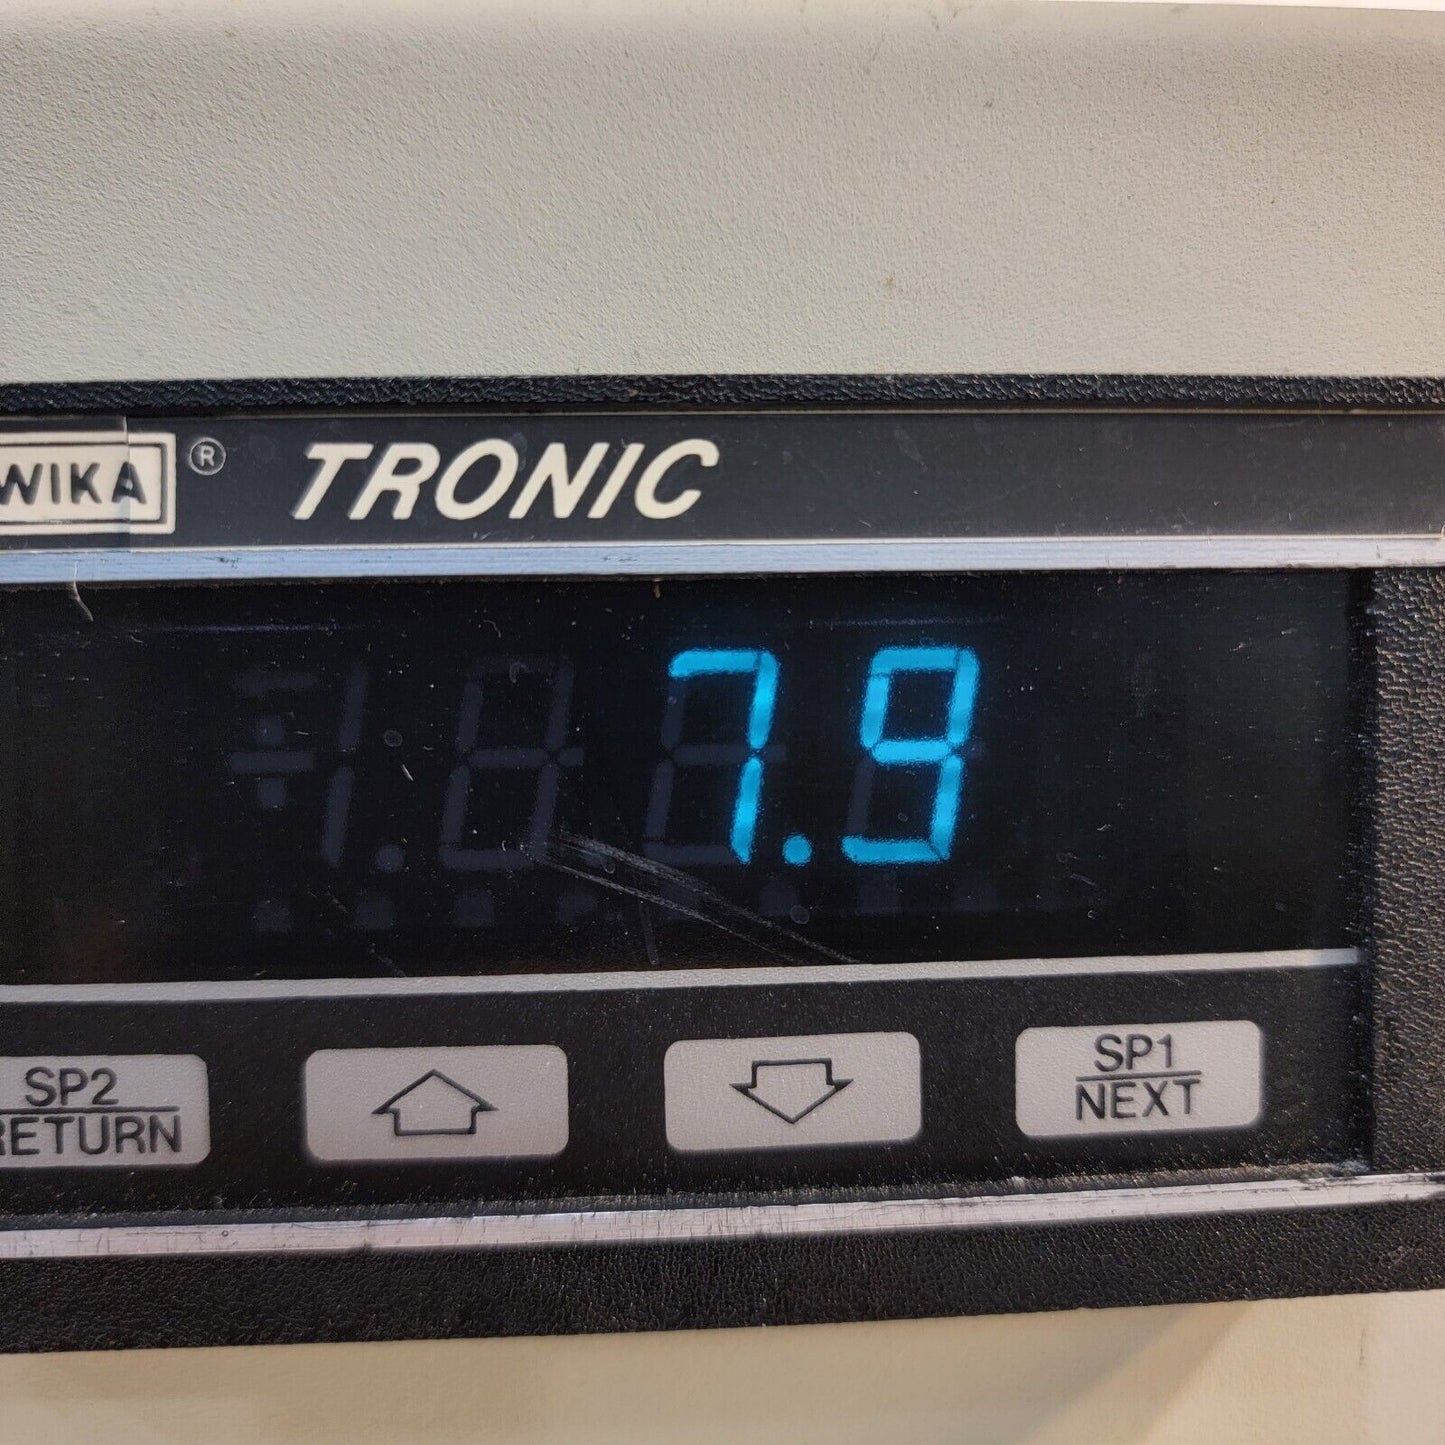 WIKA ® TRONIC
7.9
SP2
RETURN
SP1
NEXT